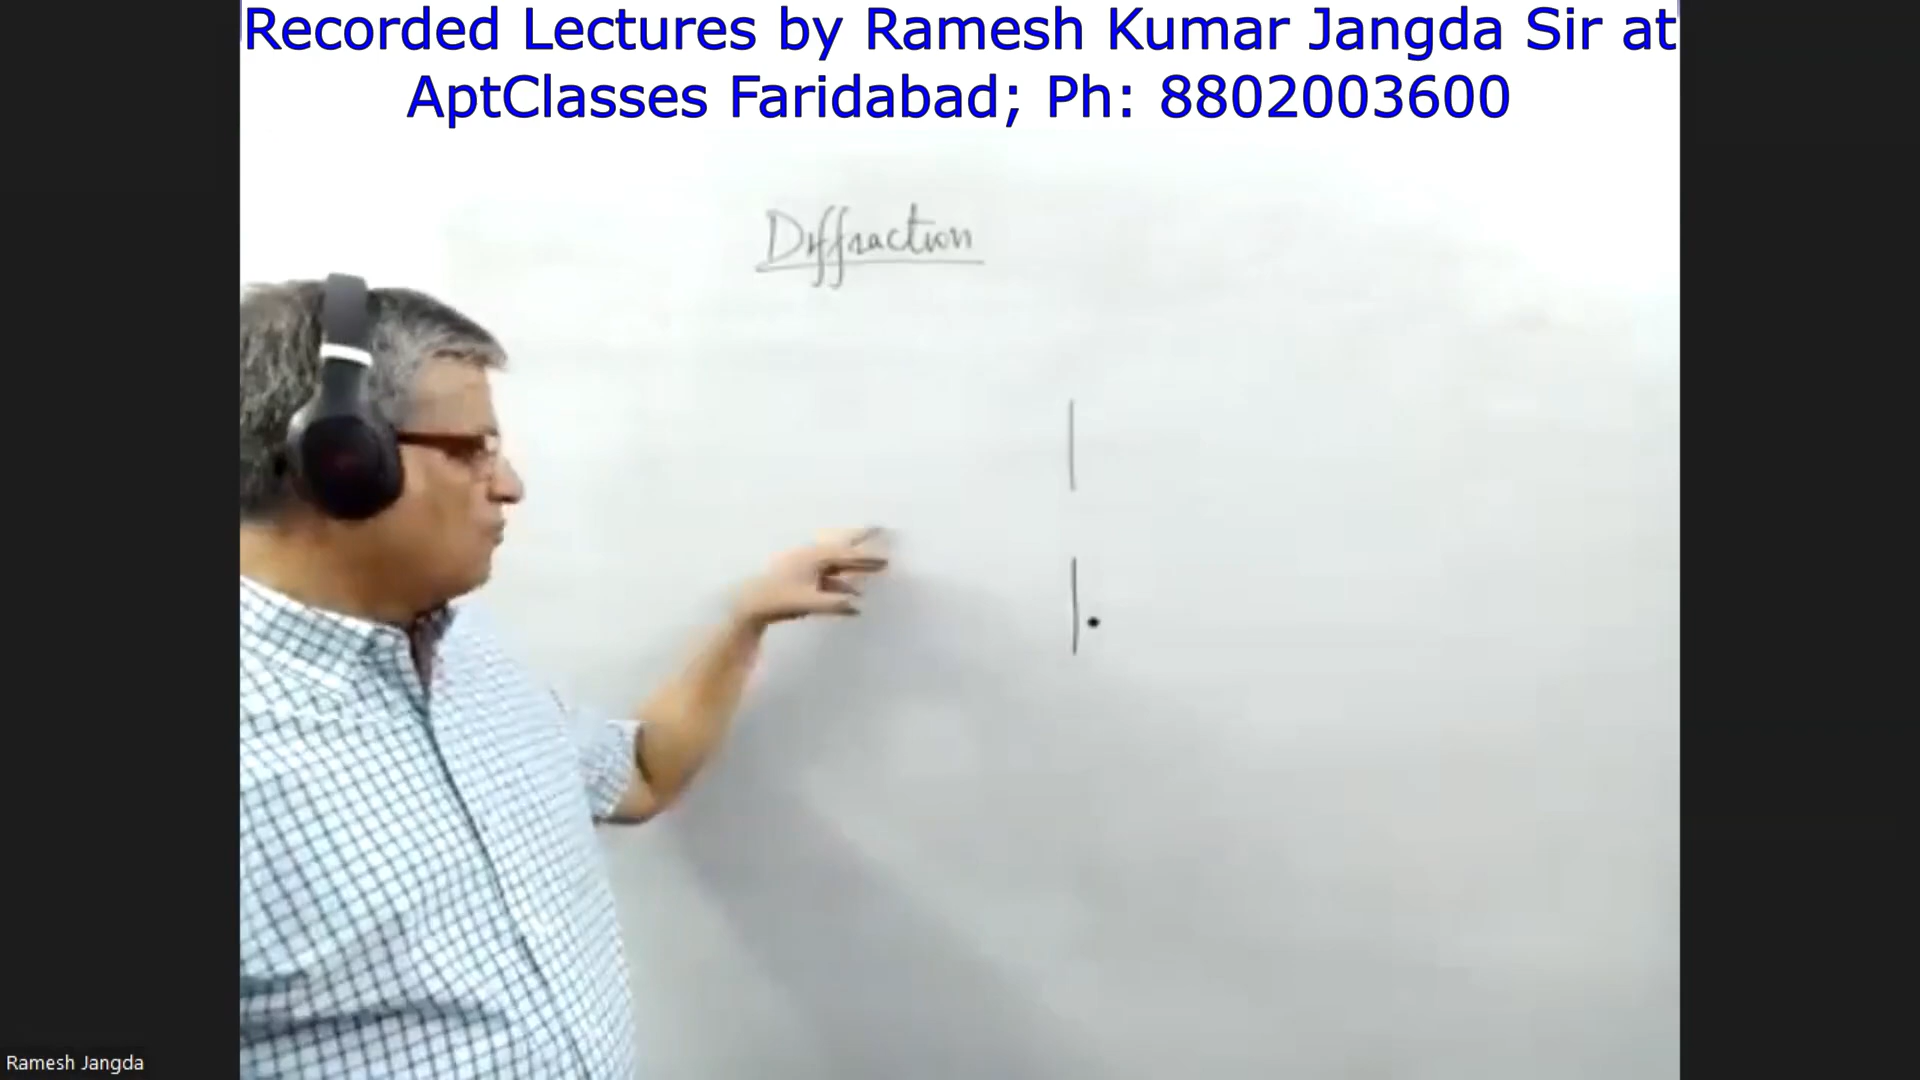 Recorded Lectures by Ramesh Kumar Jangda Sir at
AptClasses Faridabad; Ph: 8802003600
Diffraction
Ramesh Jangda